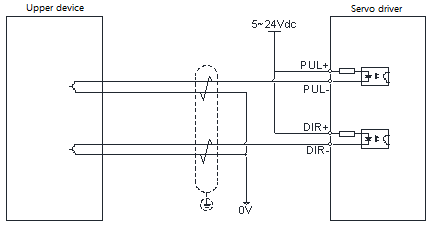 Upper device
Servo driver
5~24Vdc
PUL+
PUL-
DIR+
DIR-
0V